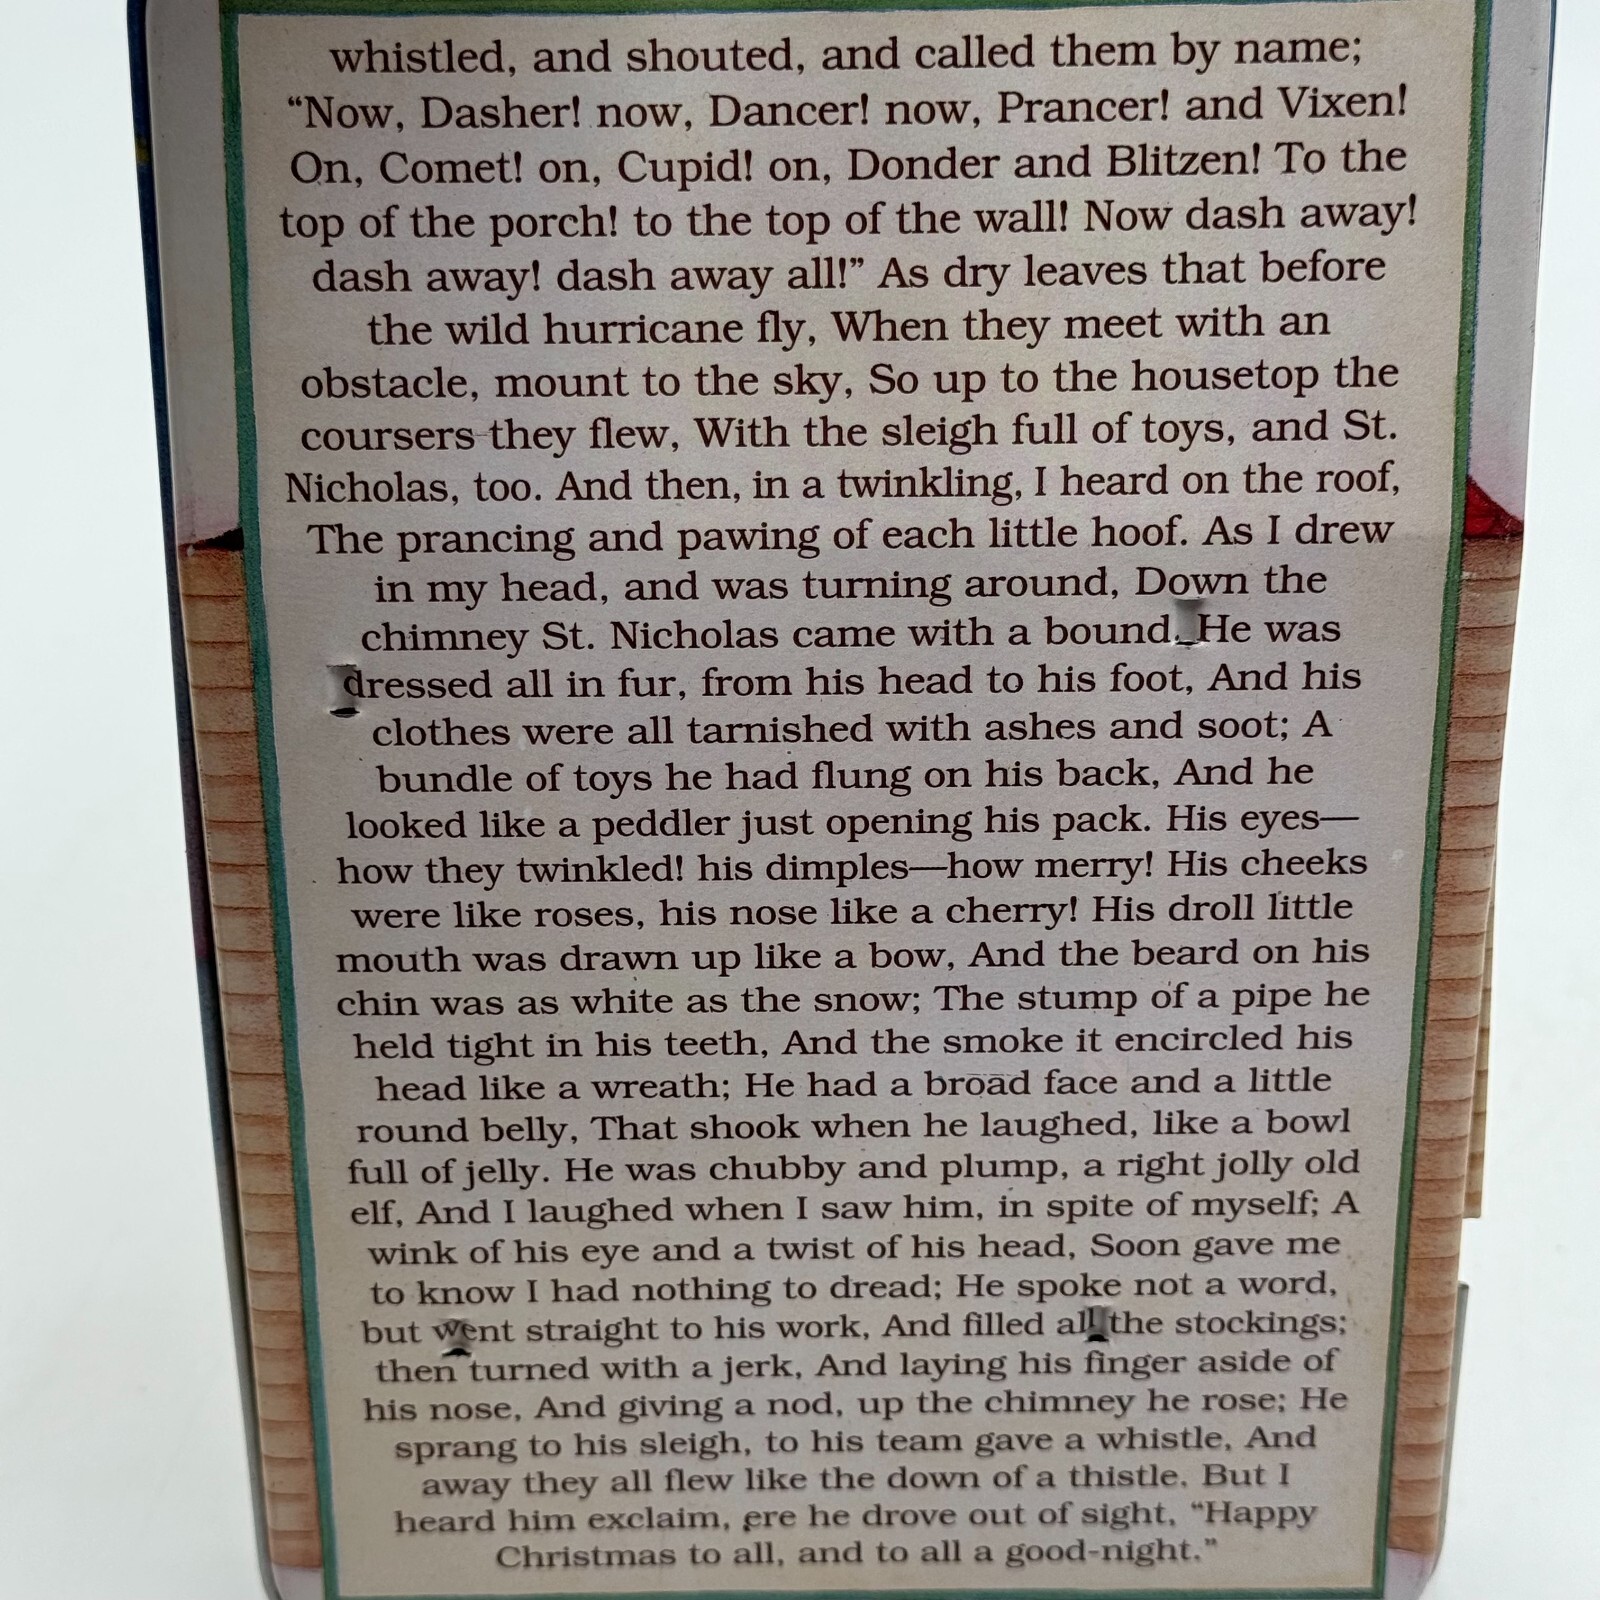 whistled, and shouted, and called them by name;
“Now, Dasher! now, Dancer! now, Prancer! and Vixen!
On, Comet! on, Cupid! on, Donder and Blitzen! To the
top of the porch! to the top of the wall! Now dash away!
dash away! dash away all!” As dry leaves that before
the wild hurricane fly, When they meet with an
obstacle, mount to the sky, So up to the housetop the
coursers they flew, With the sleigh full of toys, and St.
Nicholas, too. And then, in a twinkling, I heard on the roof,
The prancing and pawing of each little hoof. As I drew
in my head, and was turning around, Down the
chimney St. Nicholas came with a bound. He was
dressed all in fur, from his head to his foot, And his
clothes were all tarnished with ashes and soot; A
bundle of toys he had flung on his back, And he
looked like a peddler just opening his pack. His eyes—
how they twinkled! his dimples—how merry! His cheeks
were like roses, his nose like a cherry! His droll little
mouth was drawn up like a bow, And the beard on his
chin was as white as the snow; The stump of a pipe he
held tight in his teeth, And the smoke it encircled his
head like a wreath; He had a broad face and a little
round belly, That shook when he laughed, like a bowl
full of jelly. He was chubby and plump, a right jolly old
elf, And I laughed when I saw him, in spite of myself; A
wink of his eye and a twist of his head, Soon gave me
to know I had nothing to dread; He spoke not a word,
but went straight to his work, And filled all the stockings;
then turned with a jerk, And laying his finger aside of
his nose, And giving a nod, up the chimney he rose; He
sprang to his sleigh, to his team gave a whistle, And
away they all flew like the down of a thistle. But I
heard him exclaim, ere he drove out of sight, “Happy
Christmas to all, and to all a good-night.”